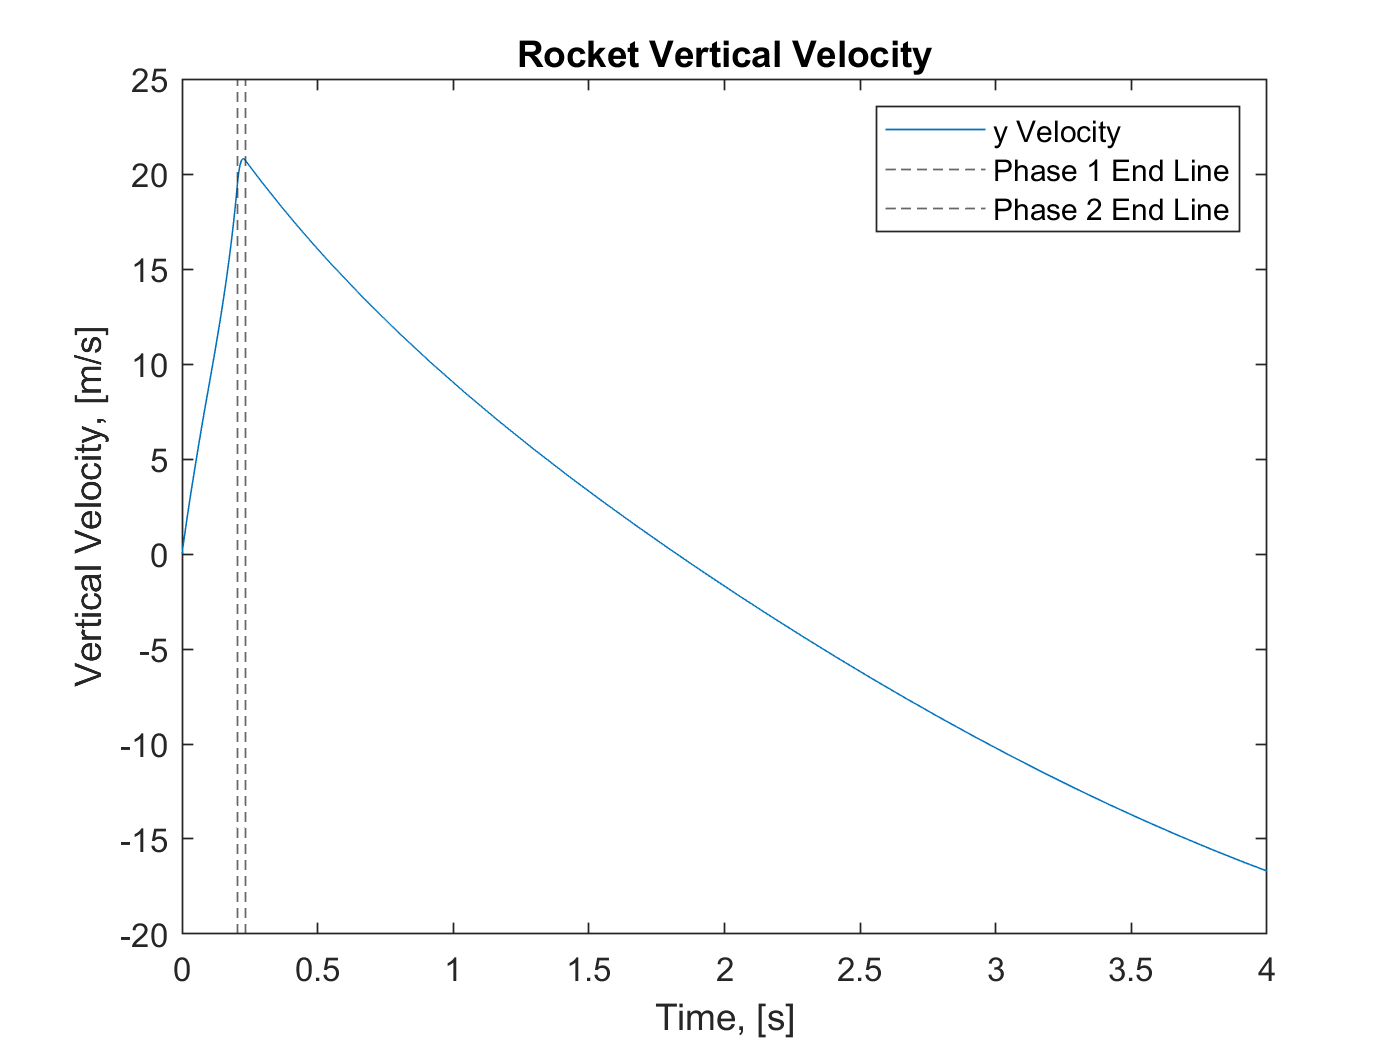 Rocket Vertical Velocity
25
20
15
10
5
0
-5
-10
-15
-20
Vertical Velocity, [m/s]
y Velocity
Phase 1 End Line
Phase 2 End Line
0 0.5 1 1.5 2 2.5 3 3.5 4
Time, [s]